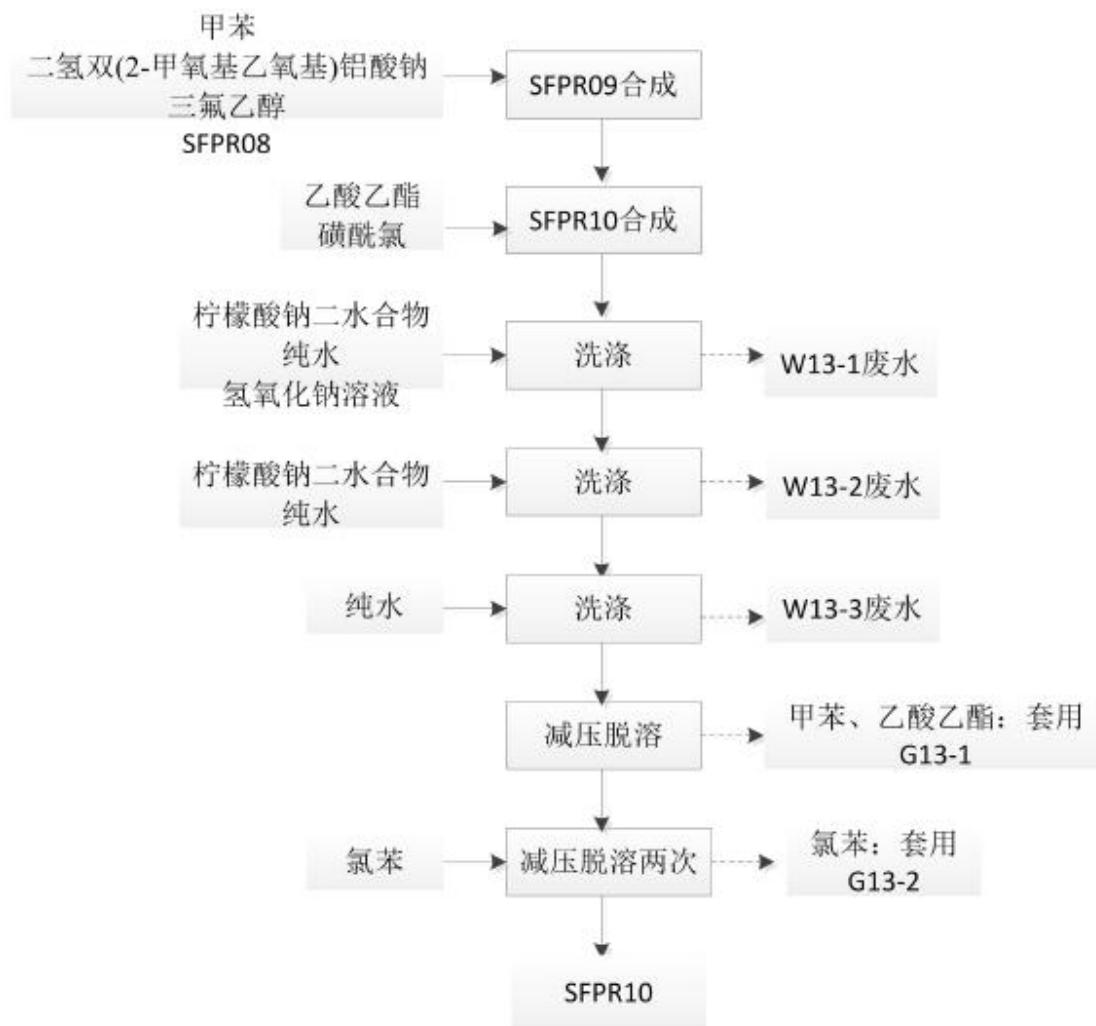 甲苯
二氢双(2-甲氧基乙氧基)铝酸钠
三氟乙醇
SFPR08
SFPR09合成
乙酸乙酯
磺酰氯
SFPR10合成
柠檬酸钠二水合物
纯水
氢氧化钠溶液
洗涤
W13-1废水
柠檬酸钠二水合物
纯水
洗涤
W13-2废水
纯水
洗涤
W13-3废水
减压脱溶
甲苯、乙酸乙酯：套用
G13-1
氯苯
减压脱溶两次
氯苯：套用
G13-2
SFPR10